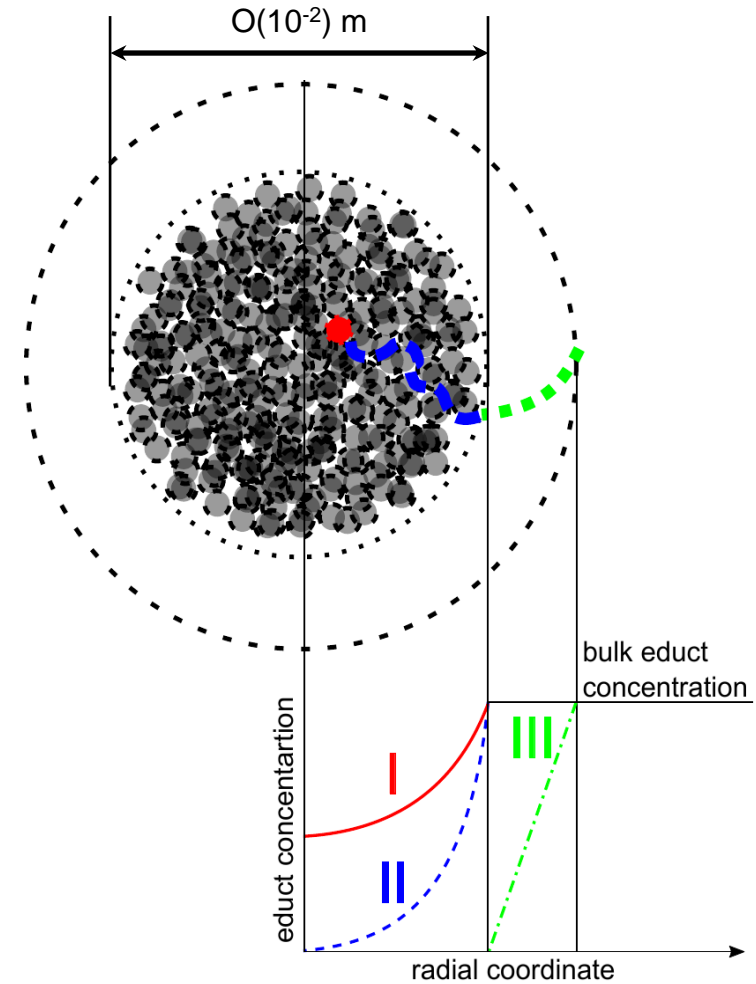 O(10⁻²) m
bulk educt
concentration
III
I
II
educt concentartion
radial coordinate